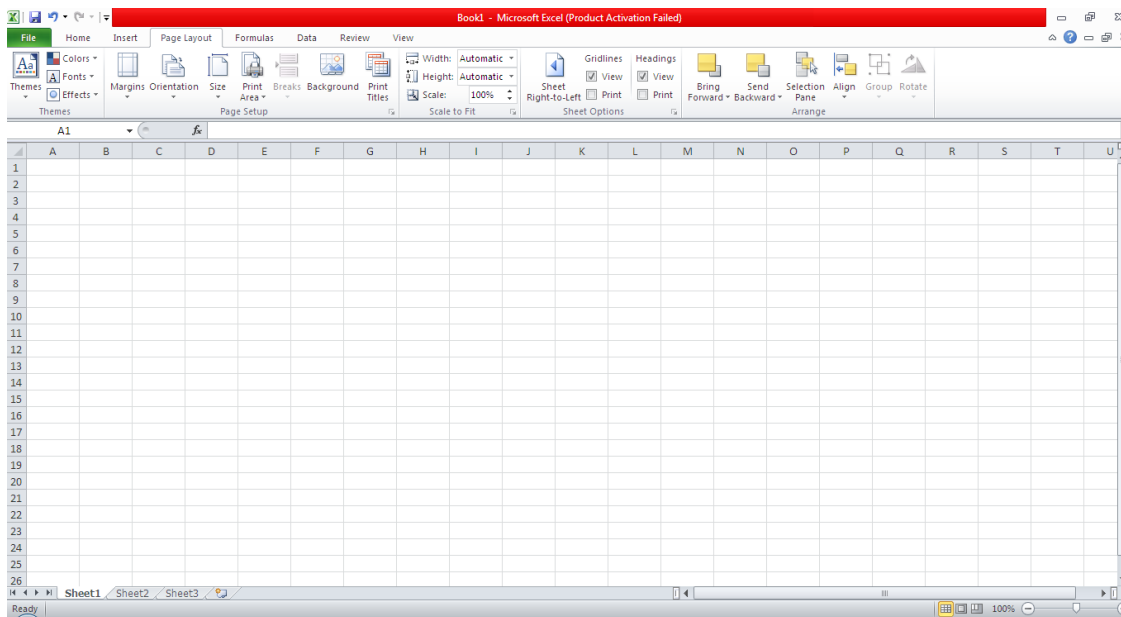 Book1 - Microsoft Excel (Product Activation Failed)
File Home Insert Page Layout Formulas Data Review View
Aa Colors Width: Automatic Gridlines Headings
A Fonts Height: Automatic View View
Themes Effects Margins Orientation Size Print Area Breaks Background Print Titles Scale: 100% Sheet Right-to-Left Print Print Bring Forward Send Backward Selection Pane Align Group Rotate
Themes Page Setup Scale to Fit Sheet Options Arrange
A1 fx
A B C D E F G H I J K L M N O P Q R S T U
1
2
3
4
5
6
7
8
9
10
11
12
13
14
15
16
17
18
19
20
21
22
23
24
25
26
Sheet1 Sheet2 Sheet3
Ready 100%